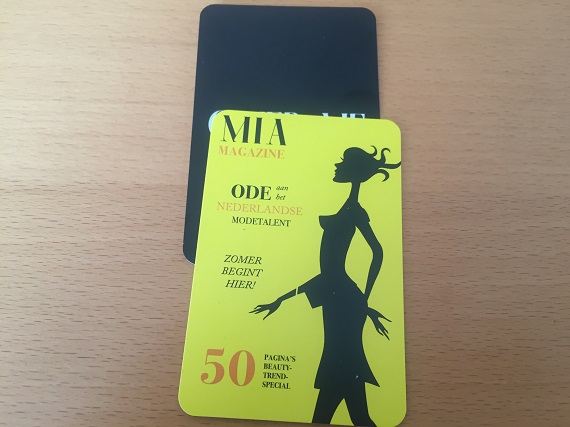 MIA
MAGAZINE
ODE aan
het
NEDERLANDSE
MODETALENT
ZOMER
BEGINT
HIER!
50 PAGINA'S
BEAUTY-
TREND-
SPECIAL